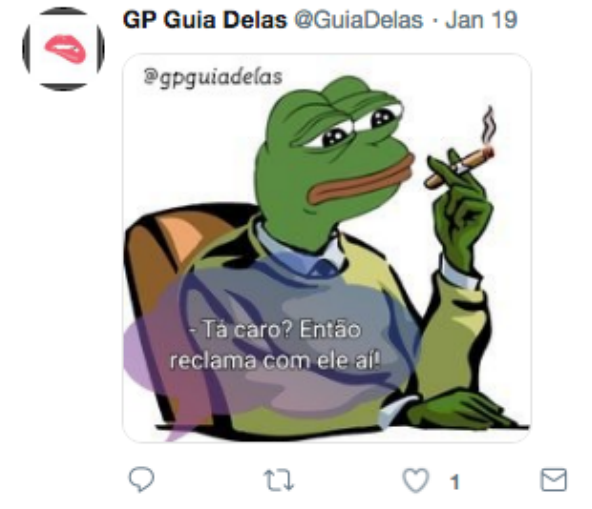 GP Guia Delas @GuiaDelas · Jan 19
@gpguiadelas
- Tá caro? Então
reclama com ele aí!
1